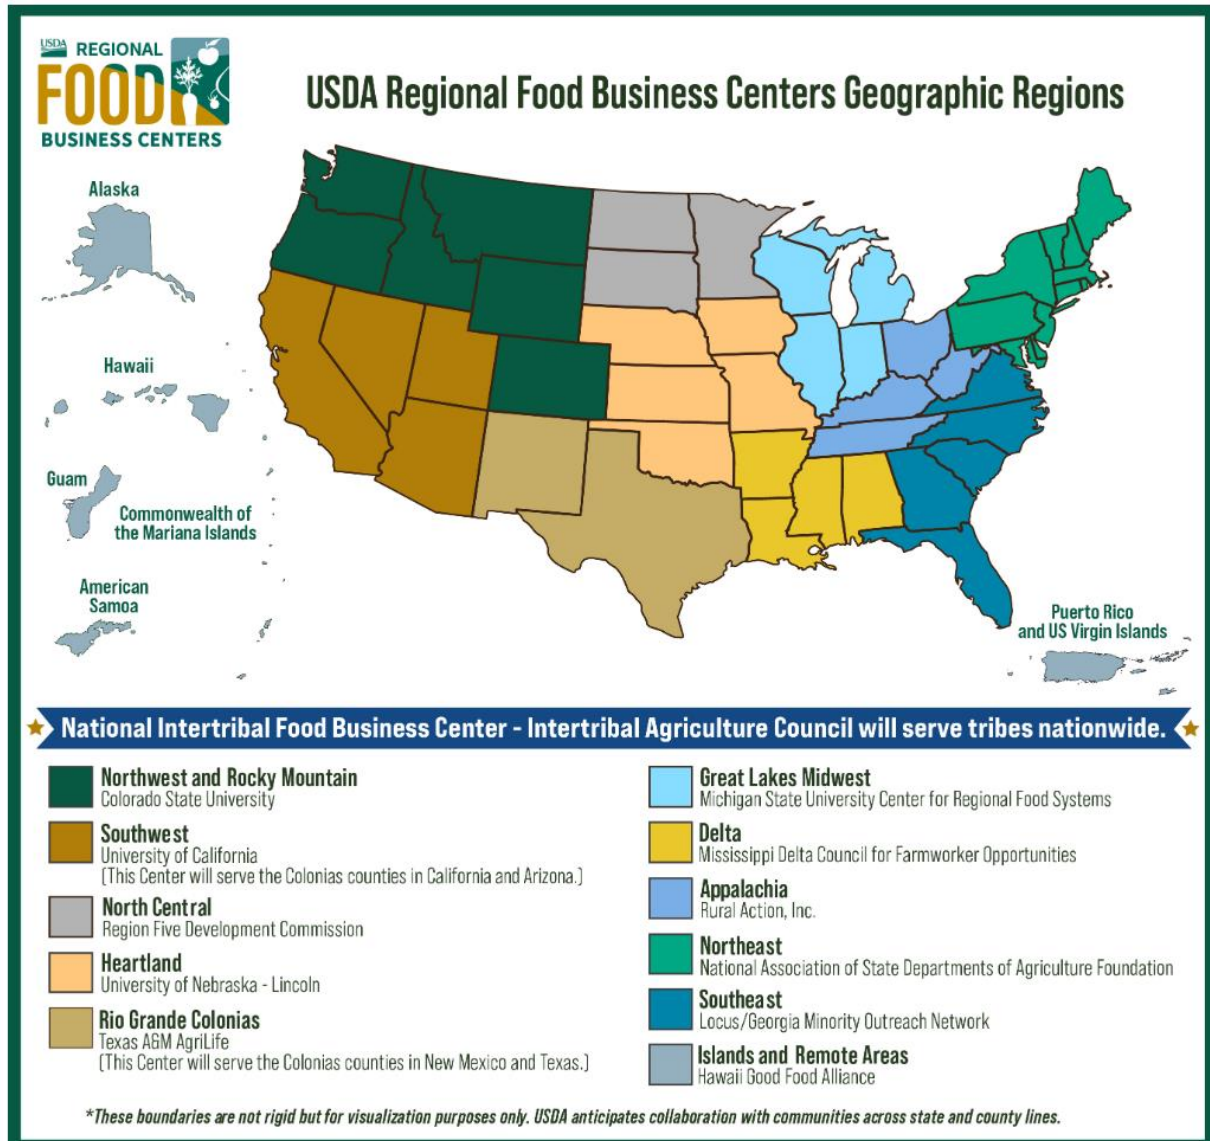 USDA REGIONAL
FOOD
BUSINESS CENTERS
USDA Regional Food Business Centers Geographic Regions
Alaska
Hawaii
Guam
Commonwealth of
the Mariana Islands
American
Samoa
Puerto Rico
and US Virgin Islands
National Intertribal Food Business Center - Intertribal Agriculture Council will serve tribes nationwide.
Northwest and Rocky Mountain
Colorado State University
Southwest
University of California
(This Center will serve the Colonias counties in California and Arizona.)
North Central
Region Five Development Commission
Heartland
University of Nebraska - Lincoln
Rio Grande Colonias
Texas A&M AgriLife
(This Center will serve the Colonias counties in New Mexico and Texas.)
Great Lakes Midwest
Michigan State University Center for Regional Food Systems
Delta
Mississippi Delta Council for Farmworker Opportunities
Appalachia
Rural Action, Inc.
Northeast
National Association of State Departments of Agriculture Foundation
Southeast
Locus/Georgia Minority Outreach Network
Islands and Remote Areas
Hawaii Good Food Alliance
*These boundaries are not rigid but for visualization purposes only. USDA anticipates collaboration with communities across state and county lines.